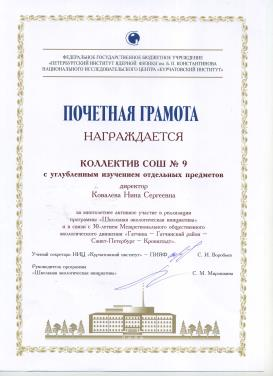 ФЕДЕРАЛЬНОЕ ГОСУДАРСТВЕННОЕ БЮДЖЕТНОЕ УЧРЕЖДЕНИЕ
«ПЕТЕРБУРГСКИЙ ИНСТИТУТ ЯДЕРНОЙ ФИЗИКИ им. Б. П. КОНСТАНТИНОВА
НАЦИОНАЛЬНОГО ИССЛЕДОВАТЕЛЬСКОГО ЦЕНТРА «КУРЧАТОВСКИЙ ИНСТИТУТ»
ПОЧЕТНАЯ ГРАМОТА
НАГРАЖДАЕТСЯ
КОЛЛЕКТИВ СОШ № 9
с углубленным изучением отдельных предметов
директор
Ковалева Нина Сергеевна
за многолетнее активное участие в реализации
программы «Школьная экологическая инициатива»
и в связи с 30-летием Межрегионального общественного
экологического движения «Гатчина – Гатчинский район –
Санкт-Петербург – Кронштадт».
Ученый секретарь НИЦ «Курчатовский институт» – ПИЯФ С. И. Воробьев
Руководитель программы
«Школьная экологическая инициатива» С. М.